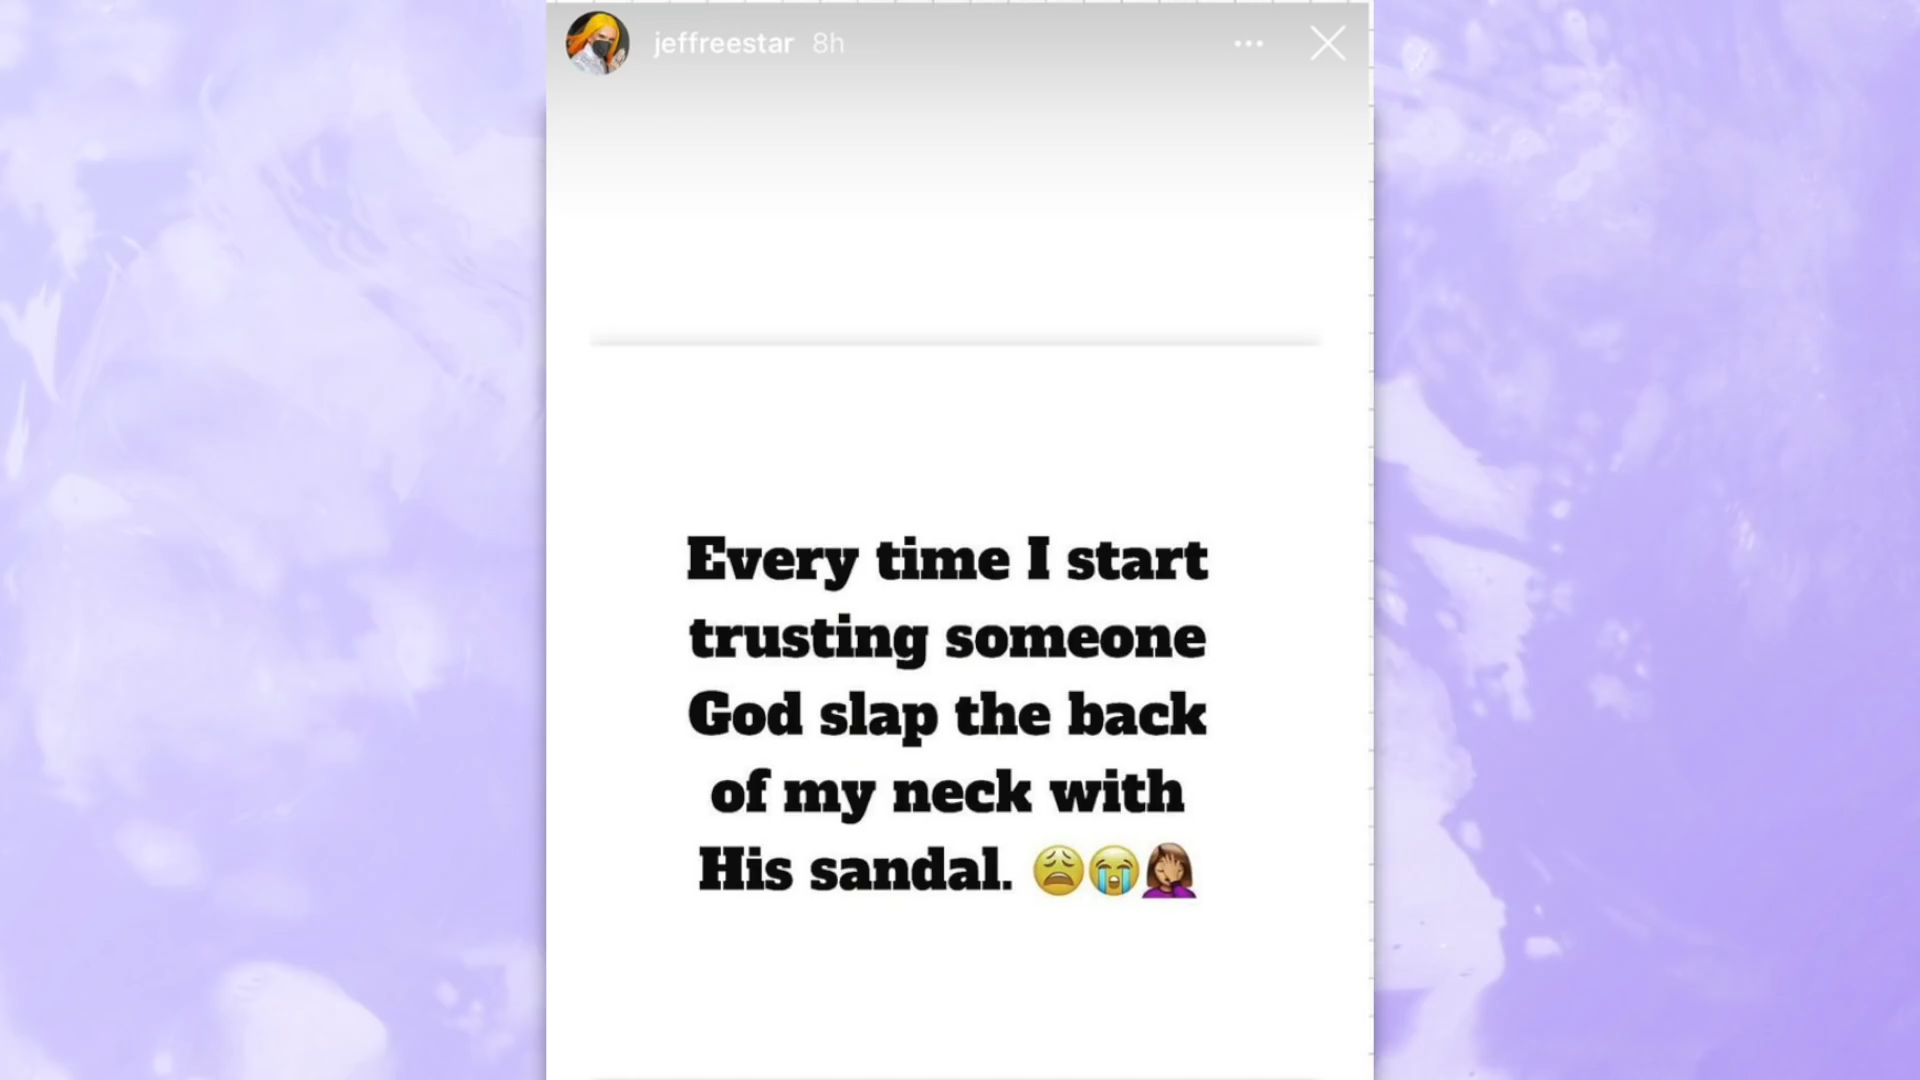 jeffreestar 8h
Every time I start
trusting someone
God slap the back
of my neck with
His sandal. 😩😭🤦🏽‍♀️